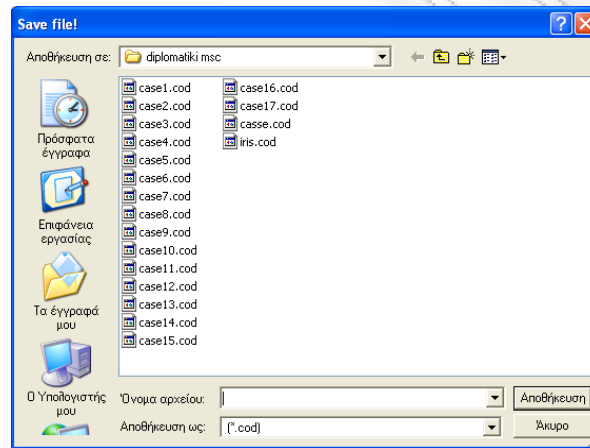 Save file!
Αποθήκευση σε:
diplomatiki msc
Πρόσφατα
έγγραφα
Επιφάνεια
εργασίας
Τα έγγραφά
μου
Ο Υπολογιστής
μου
case1.cod
case2.cod
case3.cod
case4.cod
case5.cod
case6.cod
case7.cod
case8.cod
case9.cod
case10.cod
case11.cod
case12.cod
case13.cod
case14.cod
case15.cod
case16.cod
case17.cod
casse.cod
iris.cod
Όνομα αρχείου:
Αποθήκευση
Αποθήκευση ως:
(*.cod)
Άκυρο